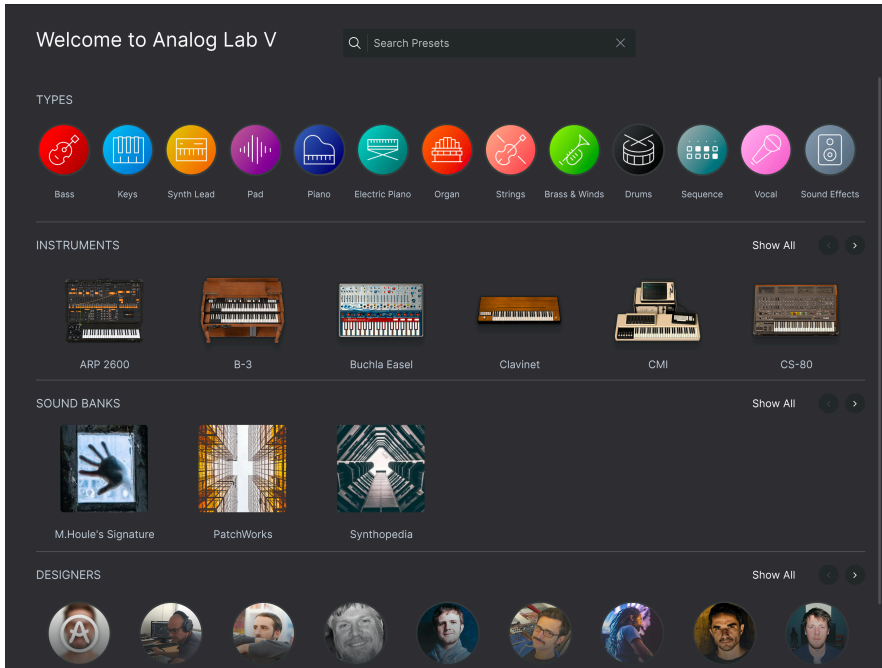 Welcome to Analog Lab V
Search Presets
TYPES
Bass
Keys
Synth Lead
Pad
Piano
Electric Piano
Organ
Strings
Brass & Winds
Drums
Sequence
Vocal
Sound Effects
INSTRUMENTS
Show All
ARP 2600
B-3
Buchla Easel
Clavinet
CMI
CS-80
SOUND BANKS
Show All
M.Houle's Signature
PatchWorks
Synthopedia
DESIGNERS
Show All